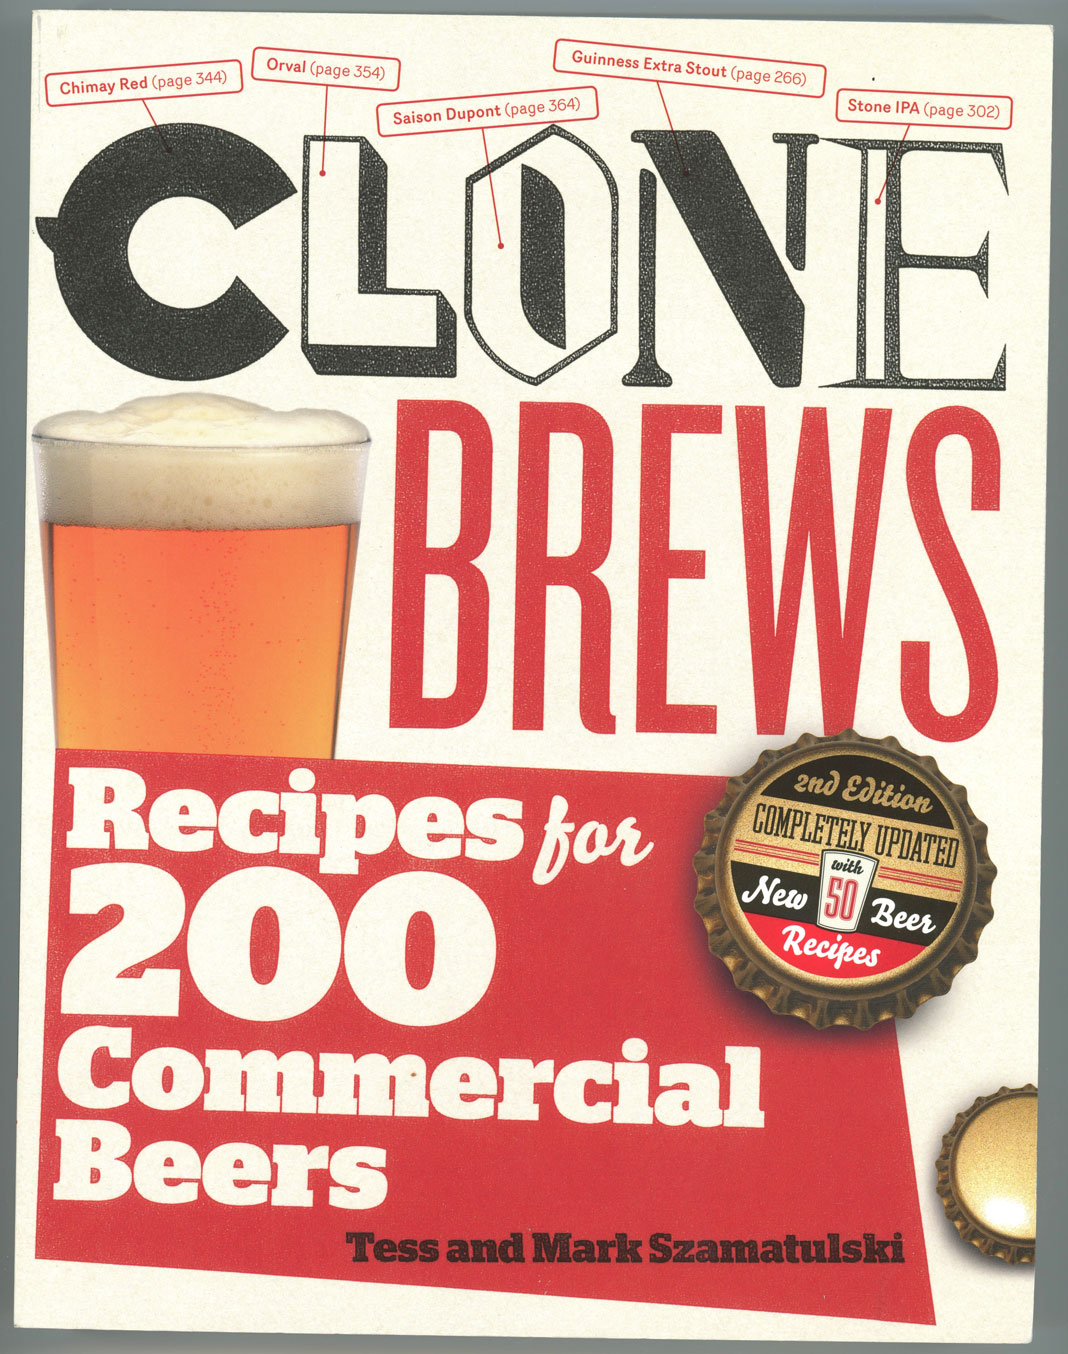 Chimay Red (page 344)
Orval (page 354)
Saison Dupont (page 364)
Guinness Extra Stout (page 266)
Stone IPA (page 302)
CLONE
BREWS
Recipes for
200
Commercial
Beers
2nd Edition
COMPLETELY UPDATED
with
New 50 Beer
Recipes
Tess and Mark Szamatulski